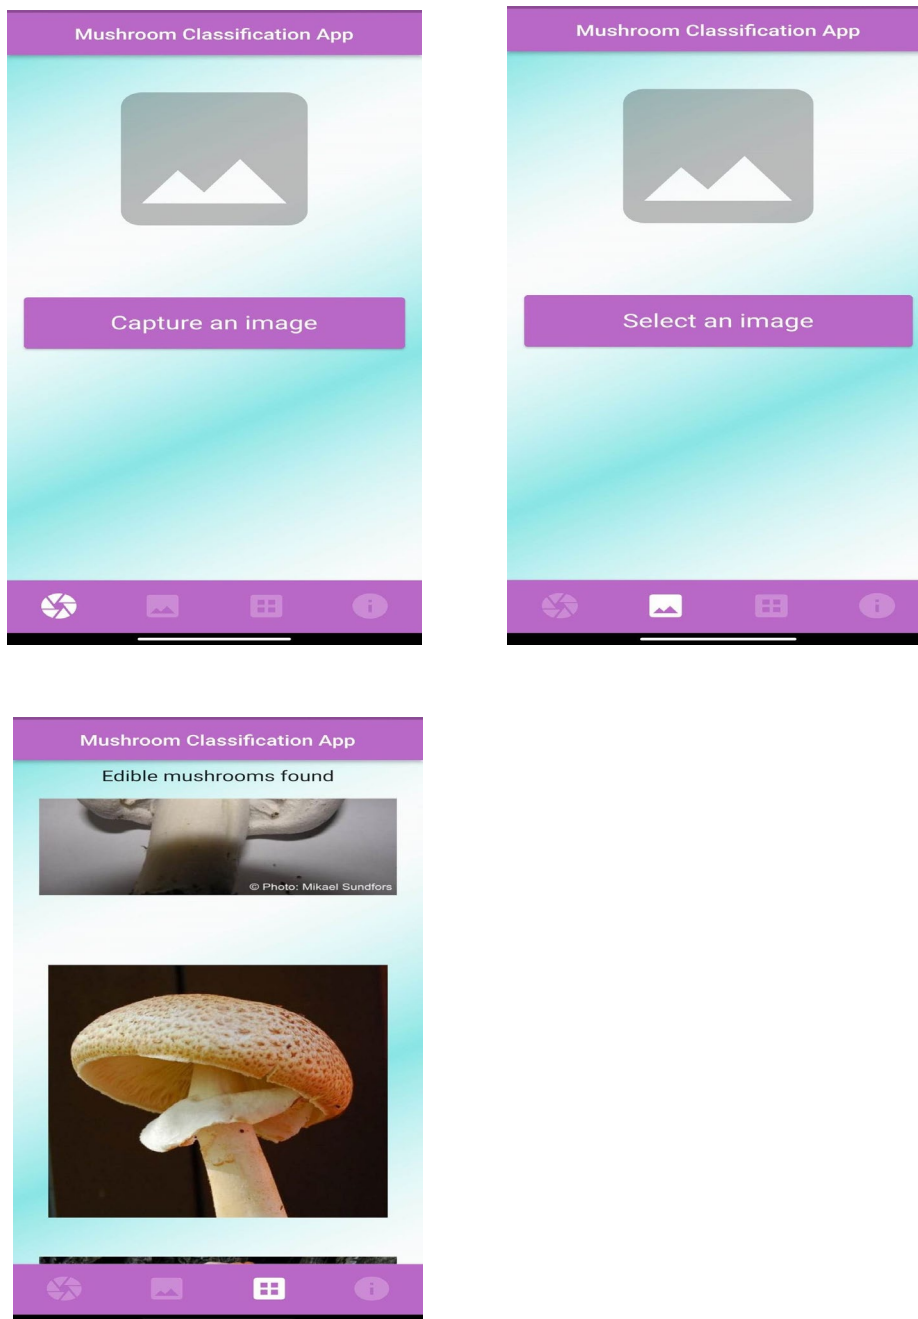 Mushroom Classification App
Capture an image
Mushroom Classification App
Select an image
Mushroom Classification App
Edible mushrooms found
© Photo: Mikael Sundfors